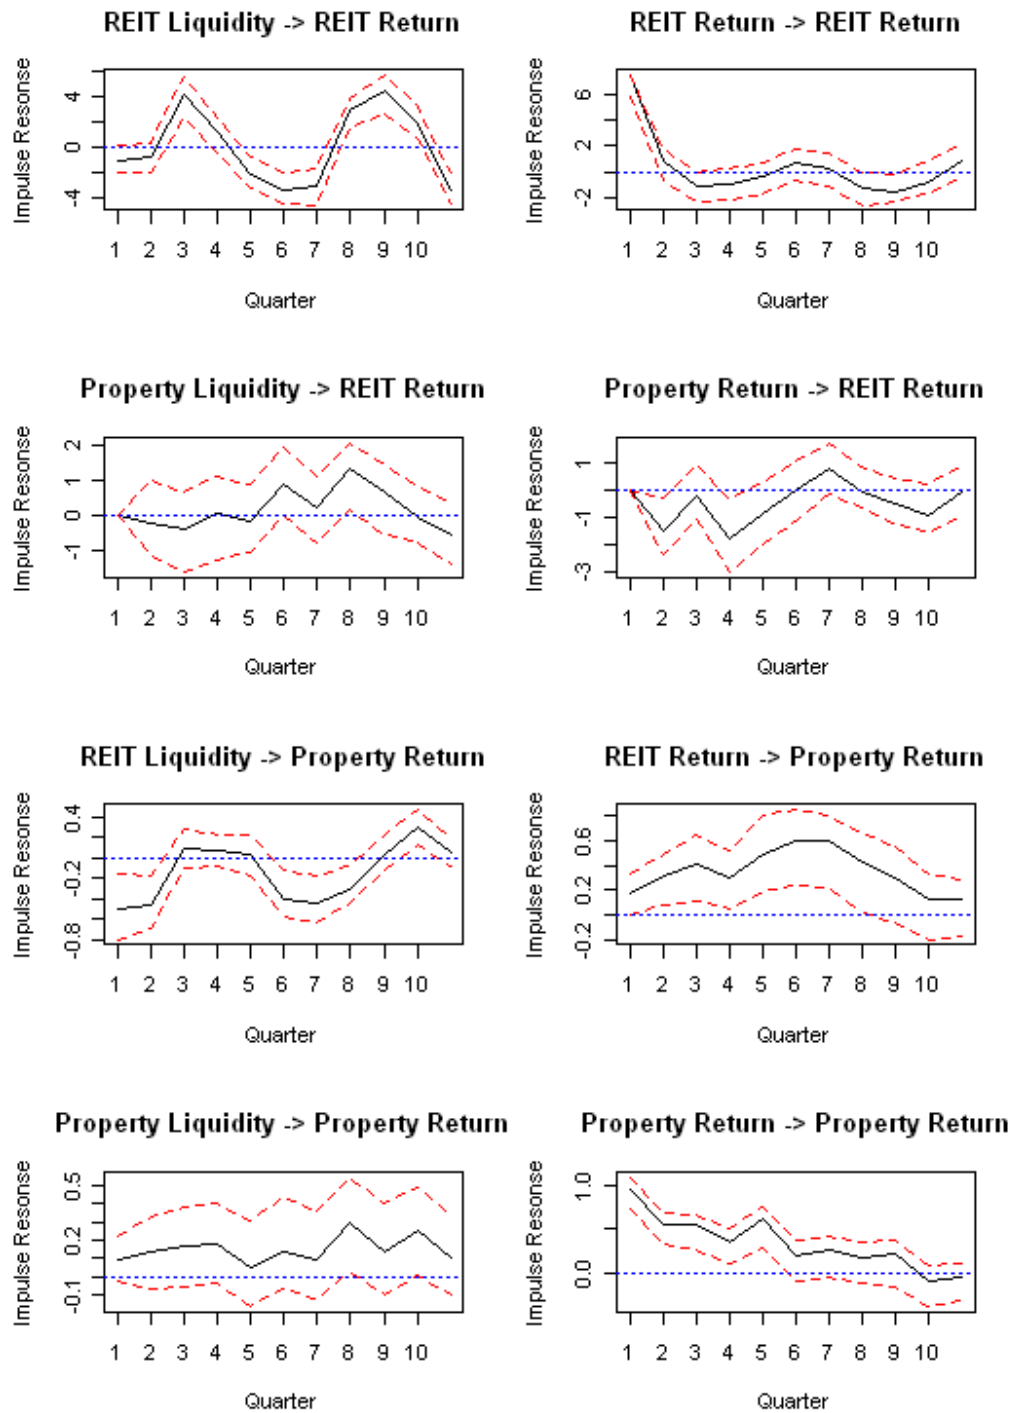 REIT Liquidity -> REIT Return
Impulse Resonse
4
0
-4
1 2 3 4 5 6 7 8 9 10
Quarter
REIT Return -> REIT Return
Impulse Resonse
6
2
-2
1 2 3 4 5 6 7 8 9 10
Quarter
Property Liquidity -> REIT Return
Impulse Resonse
2
1
0
-1
1 2 3 4 5 6 7 8 9 10
Quarter
Property Return -> REIT Return
Impulse Resonse
1
-1
-3
1 2 3 4 5 6 7 8 9 10
Quarter
REIT Liquidity -> Property Return
Impulse Resonse
0.4
-0.2
-0.8
1 2 3 4 5 6 7 8 9 10
Quarter
REIT Return -> Property Return
Impulse Resonse
0.6
0.2
-0.2
1 2 3 4 5 6 7 8 9 10
Quarter
Property Liquidity -> Property Return
Impulse Resonse
0.5
0.2
-0.1
1 2 3 4 5 6 7 8 9 10
Quarter
Property Return -> Property Return
Impulse Resonse
1.0
0.0
1 2 3 4 5 6 7 8 9 10
Quarter